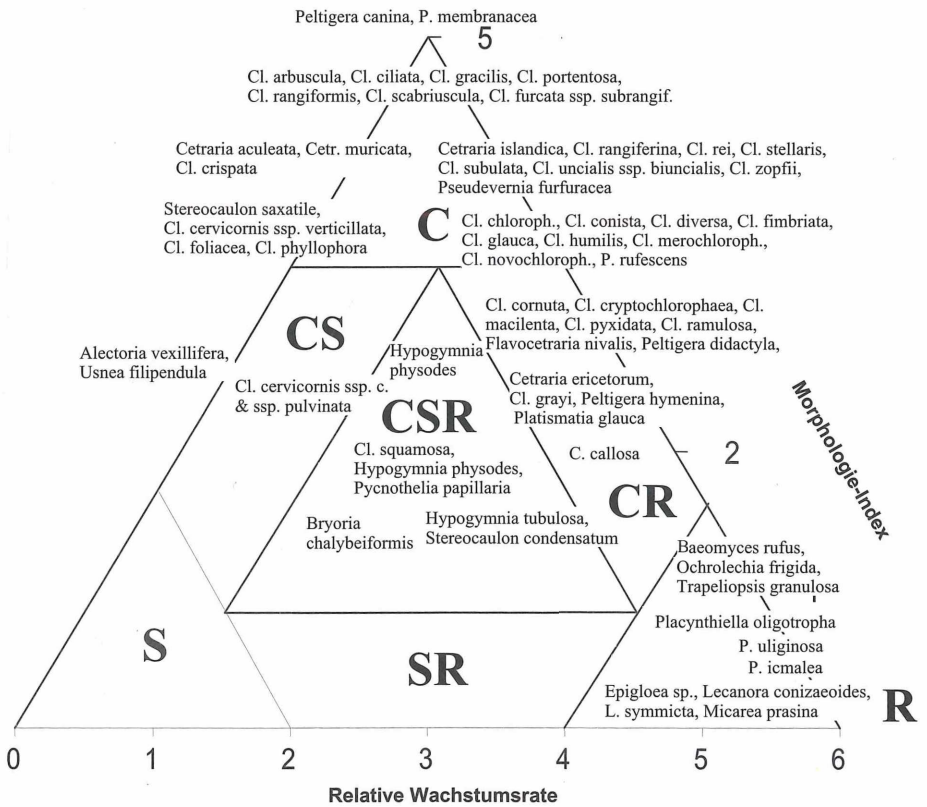 Peltigera canina, P. membranacea
5
Cl. arbuscula, Cl. ciliata, Cl. gracilis, Cl. portentosa,
Cl. rangiformis, Cl. scabriuscula, Cl. furcata ssp. subrangif.
Cetraria aculeata, Cetr. muricata,
Cl. crispata
Cetraria islandica, Cl. rangiferina, Cl. rei, Cl. stellaris,
Cl. subulata, Cl. uncialis ssp. biuncialis, Cl. zopfii,
Pseudevernia furfuracea
Stereocaulon saxatile,
Cl. cervicornis ssp. verticillata,
Cl. foliacea, Cl. phyllophora
C
Cl. chloroph., Cl. conista, Cl. diversa, Cl. fimbriata,
Cl. glauca, Cl. humilis, Cl. merochloroph.,
Cl. novochloroph., P. rufescens
Cl. cornuta, Cl. cryptochlorophaea, Cl.
macilenta, Cl. pyxidata, Cl. ramulosa,
Flavocetraria nivalis, Peltigera didactyla,
CS
Alectoria vexillifera,
Usnea filipendula
Hypogymnia
physodes
Cl. cervicornis ssp. c.
& ssp. pulvinata
Cetraria ericetorum,
Cl. grayi, Peltigera hymenina,
Platismatia glauca
CSR
Cl. squamosa,
Hypogymnia physodes,
Pycnothelia papillaria
C. callosa
2
Morphologie-Index
CR
Bryoria
chalybeiformis
Hypogymnia tubulosa,
Stereocaulon condensatum
Baeomyces rufus,
Ochrolechia frigida,
Trapeliopsis granulosa
Placynthiella oligotropha
P. uliginosa
P. icmalea
S
SR
Epigloea sp., Lecanora conizaeoides,
L. symmicta, Micarea prasina
R
0 1 2 3 4 5 6
Relative Wachstumsrate